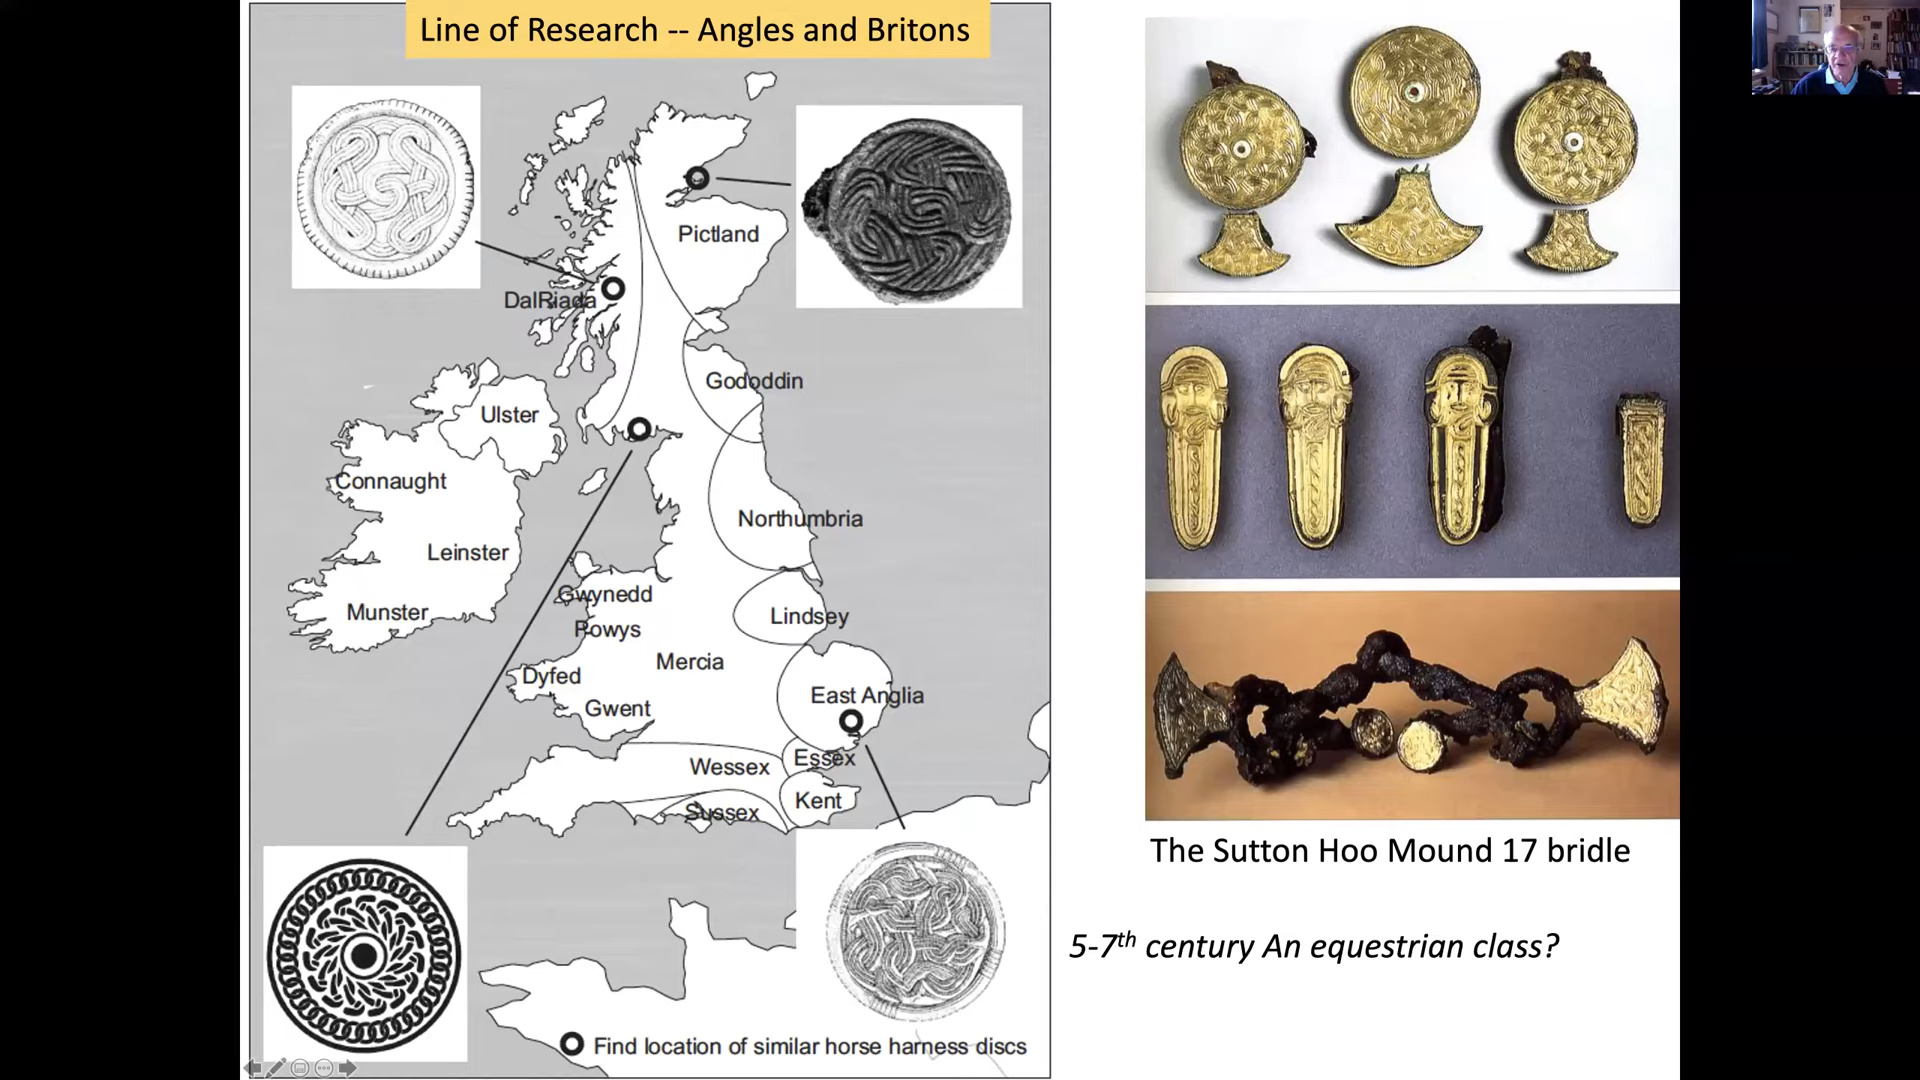 Line of Research -- Angles and Britons
Pictland
DalRiada
Gododdin
Ulster
Connaught
Northumbria
Leinster
Gwynedd
Munster
Lindsey
Powys
Mercia
Dyfed
East Anglia
Gwent
Essex
Wessex
Kent
Sussex
Find location of similar horse harness discs
The Sutton Hoo Mound 17 bridle
5-7th century An equestrian class?